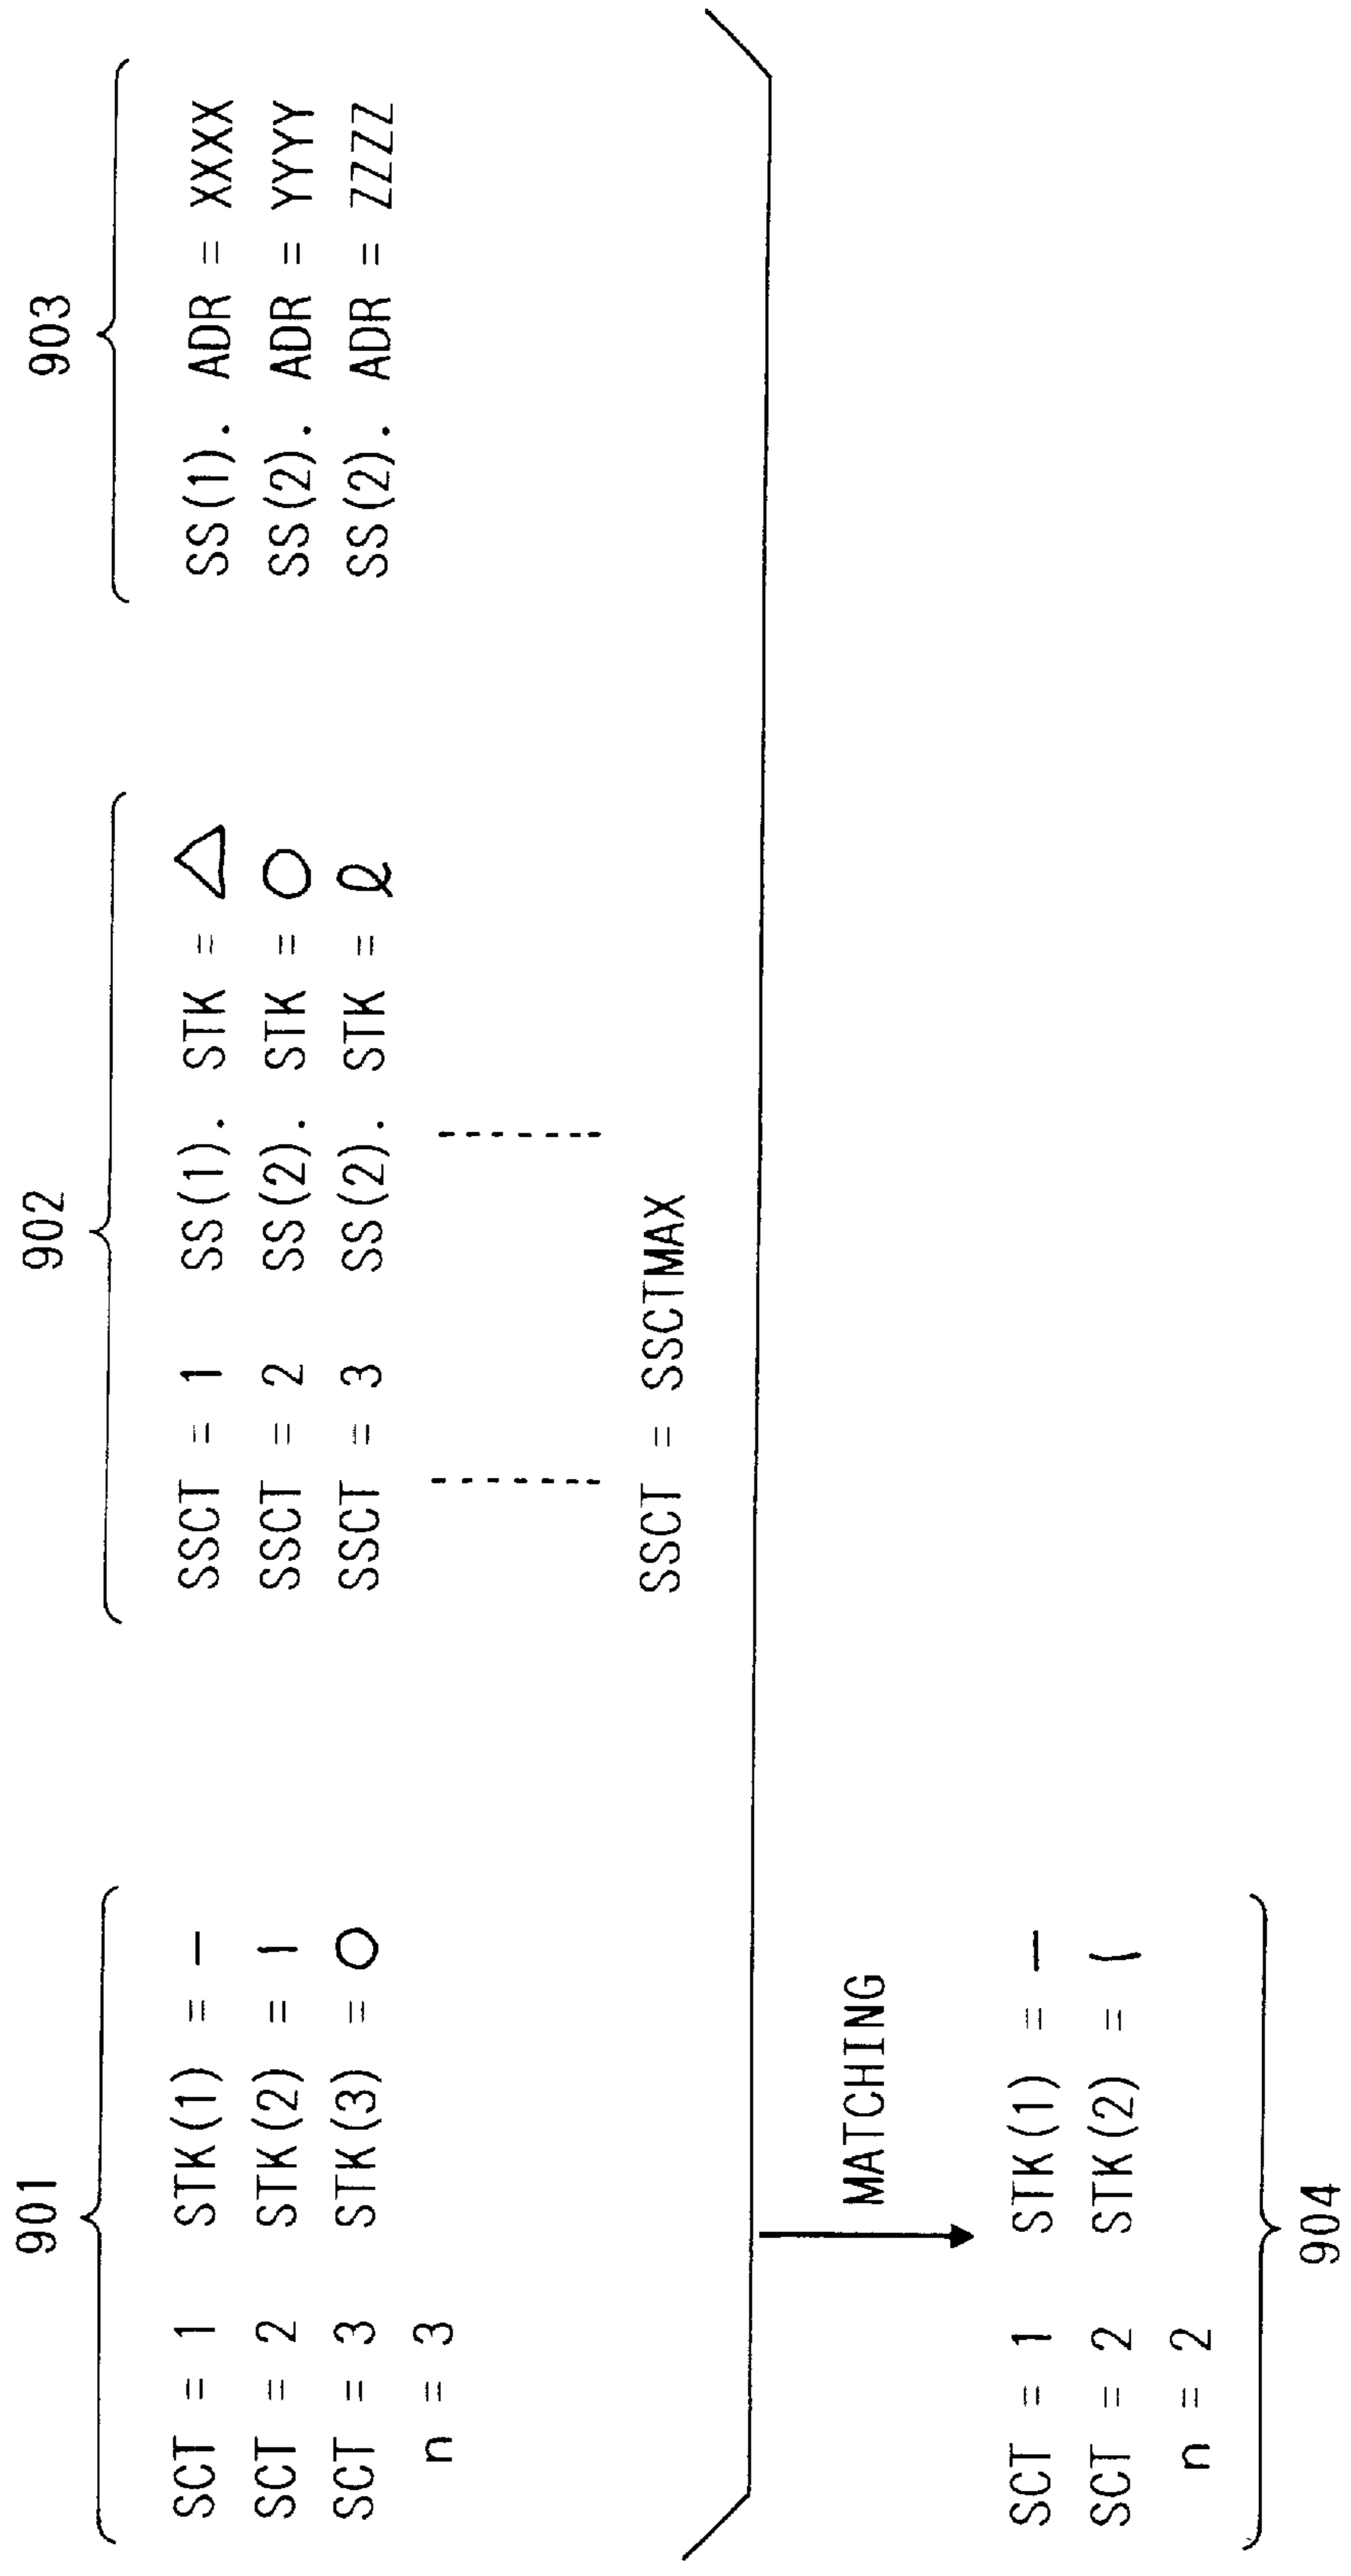 901
SCT = 1 STK(1) = —
SCT = 2 STK(2) = |
SCT = 3 STK(3) = ○
n = 3
902
SSCT = 1 SS(1). STK = △
SSCT = 2 SS(2). STK = ○
SSCT = 3 SS(2). STK = ℓ
SSCT = SSCTMAX
903
SS(1). ADR = XXXX
SS(2). ADR = YYYY
SS(2). ADR = ZZZZ
MATCHING
SCT = 1 STK(1) = —
SCT = 2 STK(2) = (
n = 2
904